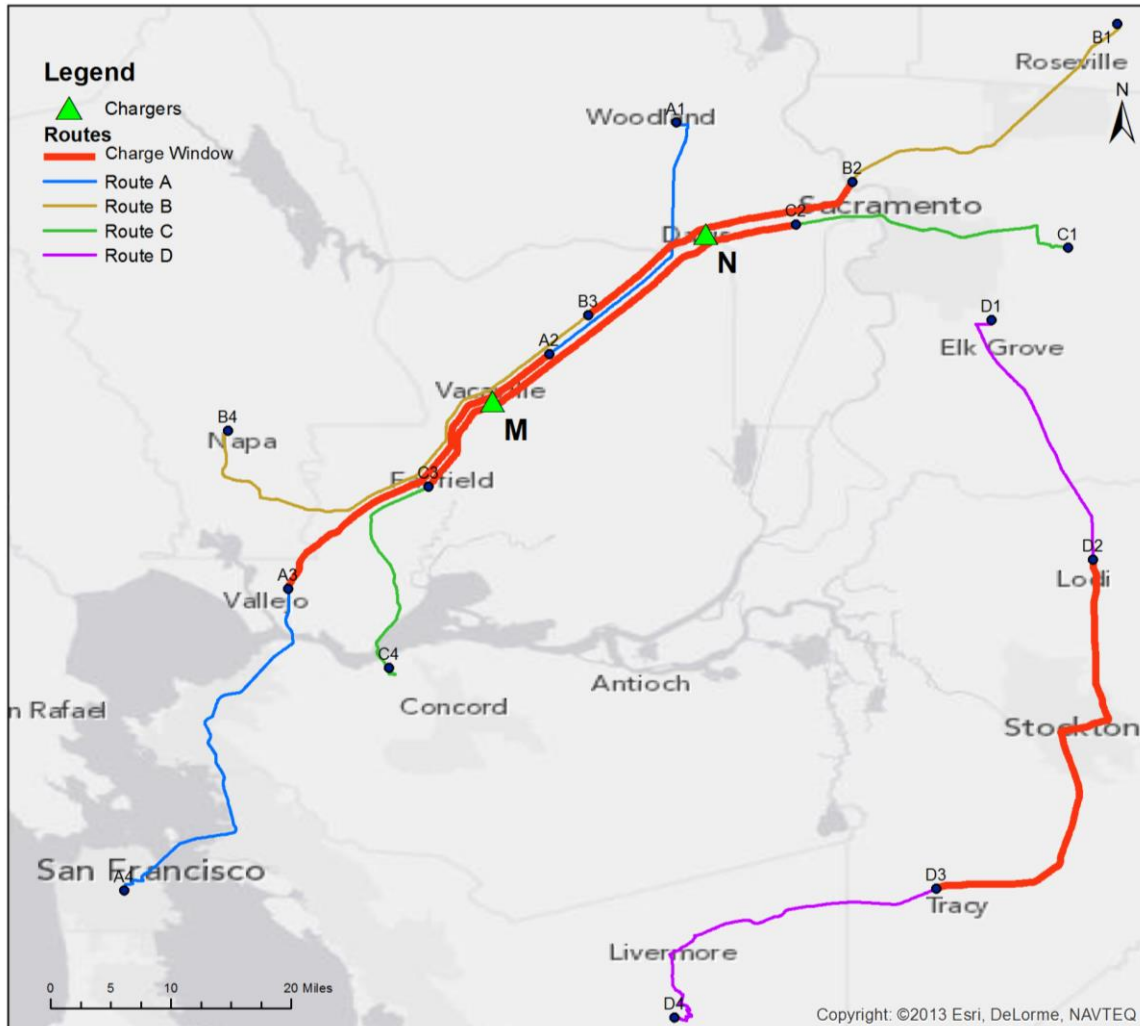 Legend
Chargers
Routes
Charge Window
Route A
Route B
Route C
Route D
B1
Roseville
N
A1
Woodland
B2
Sacramento
C2
C1
N
B3
D1
Elk Grove
A2
Vacaville
M
B4
Napa
C3
Fairfield
D2
Lodi
A3
Vallejo
C4
Antioch
Concord
n Rafael
Stockton
San Francisco
A4
D3
Tracy
Livermore
D4
0 5 10 20 Miles
Copyright: ©2013 Esri, DeLorme, NAVTEQ